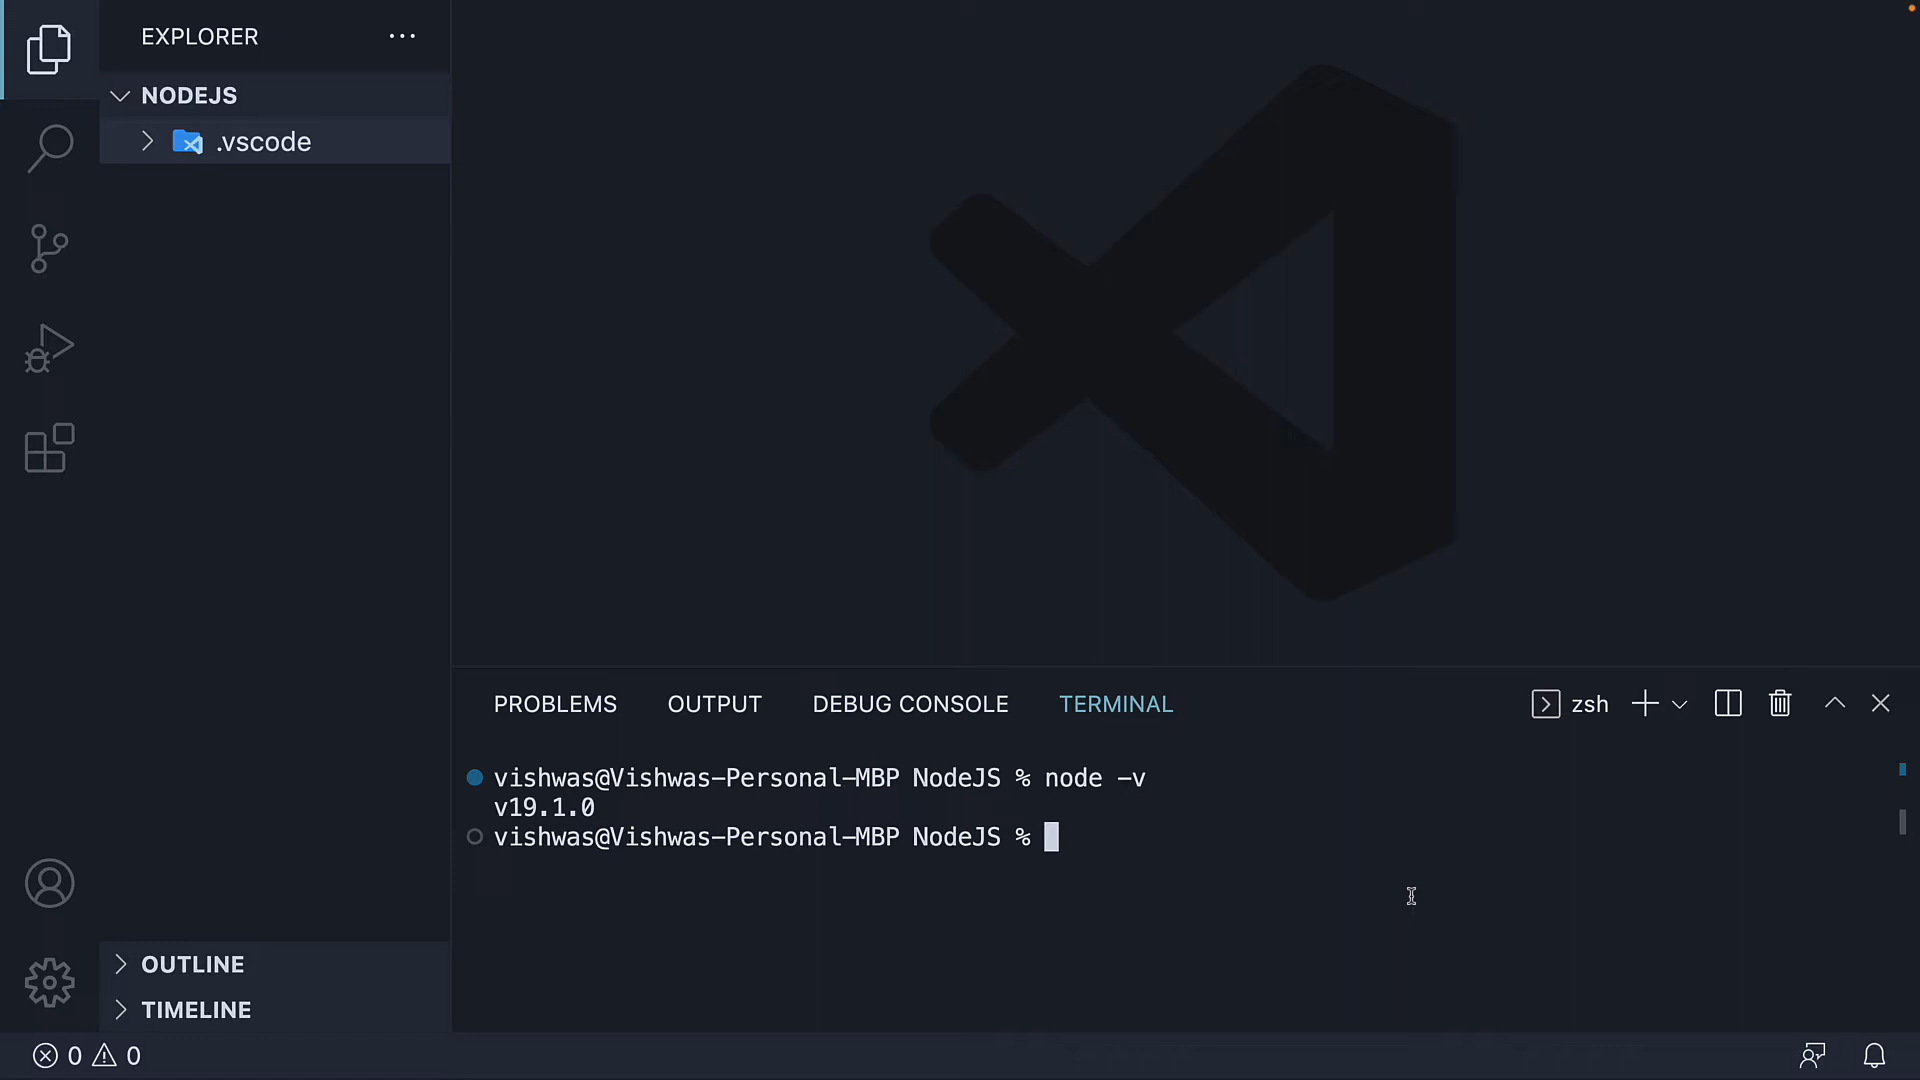 EXPLORER
NODEJS
.vscode
OUTLINE
TIMELINE
PROBLEMS OUTPUT DEBUG CONSOLE TERMINAL zsh
vishwas@Vishwas-Personal-MBP NodeJS % node -v
v19.1.0
vishwas@Vishwas-Personal-MBP NodeJS %
0 0